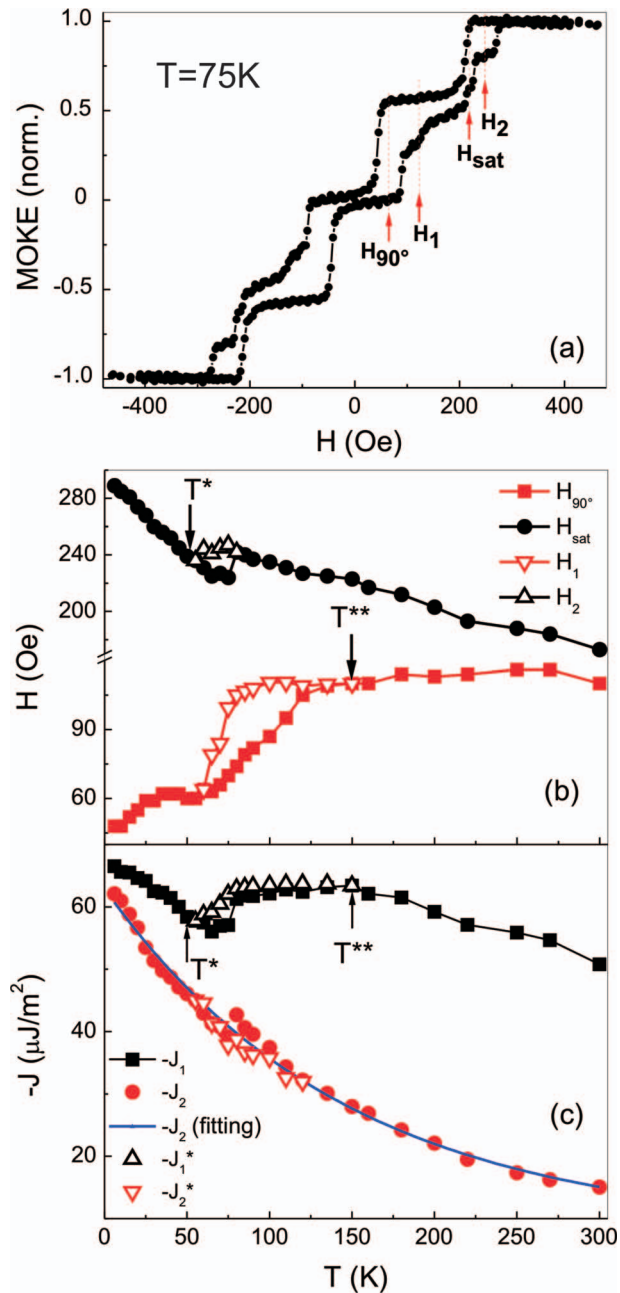 1.0
T=75K
0.5
0
-0.5
-1.0
MOKE (norm.)
H₂
H_sat
H₁
H₉₀°
(a)
-400 -200 0 200 400
H (Oe)
280
240
200
90
60
H (Oe)
T*
T**
H₉₀°
H_sat
H₁
H₂
(b)
60
40
20
-J (μJ/m²)
T*
T**
(c)
-J₁
-J₂
-J₂ (fitting)
-J₁*
-J₂*
0 50 100 150 200 250 300
T (K)